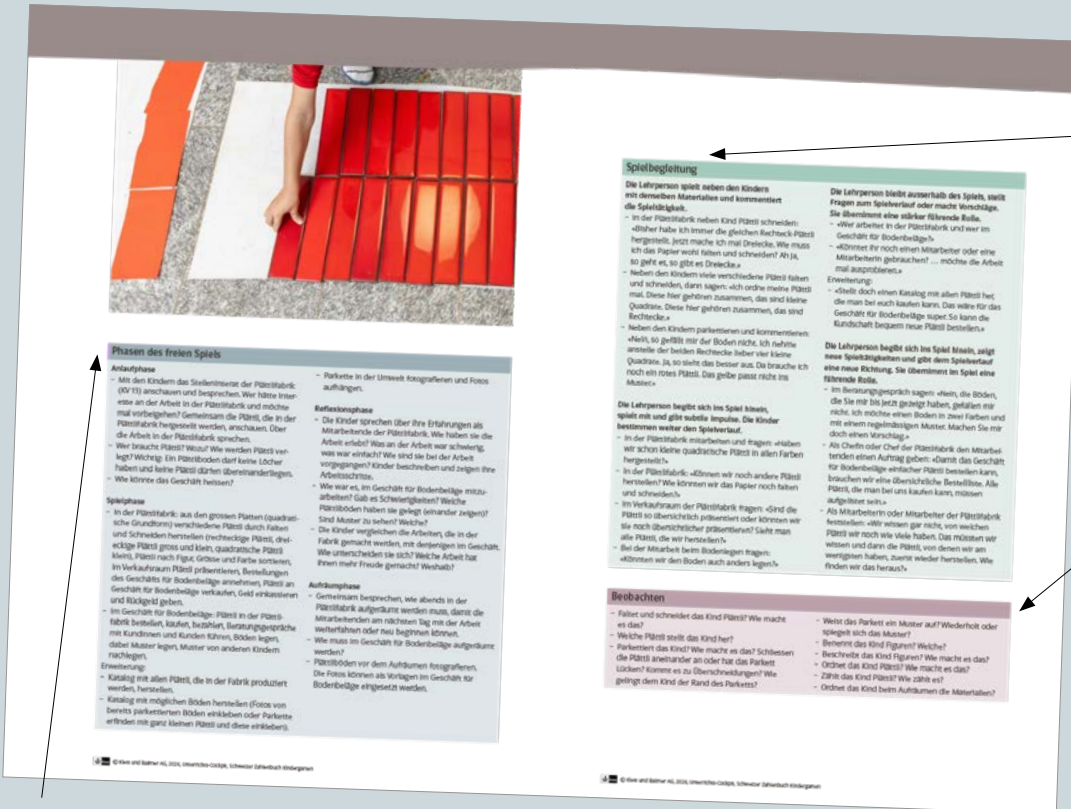 Phasen des freien Spiels
Anlaufphase
– Mit den Kindern das Stelleninserat der Plättlifabrik
(KV 13) anschauen und besprechen. Wer hätte Inter-
esse an der Arbeit in der Plättlifabrik und möchte
mal vorbeigehen? Gemeinsam die Plättli, die in der
Plättlifabrik hergestellt werden, anschauen. Über
die Arbeit in der Plättlifabrik sprechen.
– Wer braucht Plättli? Wozu? Wie werden Plättli ver-
legt? Wichtig: Ein Plättliboden darf keine Löcher
haben und keine Plättli dürfen übereinanderliegen.
– Wie könnte das Geschäft heissen?
Spielphase
– In der Plättlifabrik: aus den grossen Platten (quadrati-
sche Grundform) verschiedene Plättli durch Falten
und Schneiden herstellen (rechteckige Plättli, drei-
eckige Plättli gross und klein, quadratische Plättli
klein), Plättli nach Figur, Grösse und Farbe sortieren,
im Verkaufsraum Plättli präsentieren, Bestellungen
des Geschäfts für Bodenbeläge annehmen, Plättli an
Geschäft für Bodenbeläge verkaufen, Geld einkassieren
und Rückgeld geben.
– Im Geschäft für Bodenbeläge: Plättli in der Plättli-
fabrik bestellen, kaufen, bezahlen, Beratungsgespräche
mit Kundinnen und Kunden führen, Böden legen,
dabei Muster legen, Muster von anderen Kindern
nachlegen.
Erweiterung:
– Katalog mit allen Plättli, die in der Fabrik produziert
werden, herstellen.
– Katalog mit möglichen Böden herstellen (Fotos von
bereits parkettierten Böden einkleben oder Parkette
erfinden mit ganz kleinen Plättli und diese einkleben).
– Parkette in der Umwelt fotografieren und Fotos
aufhängen.
Reflexionsphase
– Die Kinder sprechen über ihre Erfahrungen als
Mitarbeitende der Plättlifabrik. Wie haben sie die
Arbeit erlebt? Was an der Arbeit war schwierig,
was war einfach? Wie sind sie bei der Arbeit
vorgegangen? Kinder beschreiben und zeigen ihre
Arbeitsschritte.
– Wie war es, im Geschäft für Bodenbeläge mitzu-
arbeiten? Gab es Schwierigkeiten? Welche
Plättliböden haben sie gelegt (einander zeigen)?
Sind Muster zu sehen? Welche?
– Die Kinder vergleichen die Arbeiten, die in der
Fabrik gemacht werden, mit denjenigen im Geschäft.
Wie unterscheiden sie sich? Welche Arbeit hat
ihnen mehr Freude gemacht? Weshalb?
Aufräumphase
– Gemeinsam besprechen, wie abends in der
Plättlifabrik aufgeräumt werden muss, damit die
Mitarbeitenden am nächsten Tag mit der Arbeit
weiterfahren oder neu beginnen können.
– Wie muss im Geschäft für Bodenbeläge aufgeräumt
werden?
– Plättliböden vor dem Aufräumen fotografieren.
Die Fotos können als Vorlagen im Geschäft für
Bodenbeläge eingesetzt werden.
© Klett und Balmer AG, 2024, Unterrichts-Cockpit, Schweizer Zahlenbuch Kindergarten
Spielbegleitung
Die Lehrperson spielt neben den Kindern
mit denselben Materialien und kommentiert
die Spieltätigkeit.
– In der Plättlifabrik neben Kind Plättli schneiden:
«Bisher habe ich immer die gleichen Rechteck-Plättli
hergestellt. Jetzt mache ich mal Dreiecke. Wie muss
ich das Papier wohl falten und schneiden? Ah ja,
so geht es, so gibt es Dreiecke.»
– Neben den Kindern viele verschiedene Plättli falten
und schneiden, dann sagen: «Ich ordne meine Plättli
mal. Diese hier gehören zusammen, das sind kleine
Quadrate. Diese hier gehören zusammen, das sind
Rechtecke.»
– Neben den Kindern parkettieren und kommentieren:
«Nein, so gefällt mir der Boden nicht. Ich nehme
anstelle der beiden Rechtecke lieber vier kleine
Quadrate. Ja, so sieht das besser aus. Da brauche ich
noch ein rotes Plättli. Das gelbe passt nicht ins
Muster.»
Die Lehrperson begibt sich ins Spiel hinein,
spielt mit und gibt subtile Impulse. Die Kinder
bestimmen weiter den Spielverlauf.
– In der Plättlifabrik mitarbeiten und fragen: «Haben
wir schon kleine quadratische Plättli in allen Farben
hergestellt?»
– In der Plättlifabrik: «Können wir noch andere Plättli
herstellen? Wie könnten wir das Papier noch falten
und schneiden?»
– Im Verkaufsraum der Plättlifabrik fragen: «Sind die
Plättli so übersichtlich präsentiert oder könnten wir
sie noch übersichtlicher präsentieren? Sieht man
alle Plättli, die wir herstellen?»
– Bei der Mitarbeit beim Bodenlegen fragen:
«Könnten wir den Boden auch anders legen?»
Die Lehrperson bleibt ausserhalb des Spiels, stellt
Fragen zum Spielverlauf oder macht Vorschläge.
Sie übernimmt eine stärker führende Rolle.
– «Wer arbeitet in der Plättlifabrik und wer im
Geschäft für Bodenbeläge?»
– «Könntet ihr noch einen Mitarbeiter oder eine
Mitarbeiterin gebrauchen? … möchte die Arbeit
mal ausprobieren.»
Erweiterung:
– «Stellt doch einen Katalog mit allen Plättli her,
die man bei euch kaufen kann. Das wäre für das
Geschäft für Bodenbeläge super. So kann die
Kundschaft bequem neue Plättli bestellen.»
Die Lehrperson begibt sich ins Spiel hinein, zeigt
neue Spieltätigkeiten und gibt dem Spielverlauf
eine neue Richtung. Sie übernimmt im Spiel eine
führende Rolle.
– Im Beratungsgespräch sagen: «Nein, die Böden,
die Sie mir bis jetzt gezeigt haben, gefallen mir
nicht. Ich möchte einen Boden in zwei Farben und
mit einem regelmässigen Muster. Machen Sie mir
doch einen Vorschlag.»
– Als Chefin oder Chef der Plättlifabrik den Mitarbei-
tenden einen Auftrag geben: «Damit das Geschäft
für Bodenbeläge einfacher Plättli bestellen kann,
brauchen wir eine übersichtliche Bestellliste. Alle
Plättli, die man bei uns kaufen kann, müssen
aufgelistet sein.»
– Als Mitarbeiterin oder Mitarbeiter der Plättlifabrik
feststellen: «Wir wissen gar nicht, von welchen
Plättli wir noch wie viele haben. Das müssten wir
wissen und dann die Plättli, von denen wir am
wenigsten haben, zuerst wieder herstellen. Wie
finden wir das heraus?»
Beobachten
– Faltet und schneidet das Kind Plättli? Wie macht
es das?
– Welche Plättli stellt das Kind her?
– Parkettiert das Kind? Wie macht es das? Schliessen
die Plättli aneinander an oder hat das Parkett
Lücken? Kommt es zu Überschneidungen? Wie
gelingt dem Kind der Rand des Parketts?
– Weist das Parkett ein Muster auf? Wiederholt oder
spiegelt sich das Muster?
– Benennt das Kind Figuren? Welche?
– Beschreibt das Kind Figuren? Wie macht es das?
– Ordnet das Kind Plättli? Wie macht es das?
– Zählt das Kind Plättli? Wie zählt es?
– Ordnet das Kind beim Aufräumen die Materialien?
© Klett und Balmer AG, 2024, Unterrichts-Cockpit, Schweizer Zahlenbuch Kindergarten